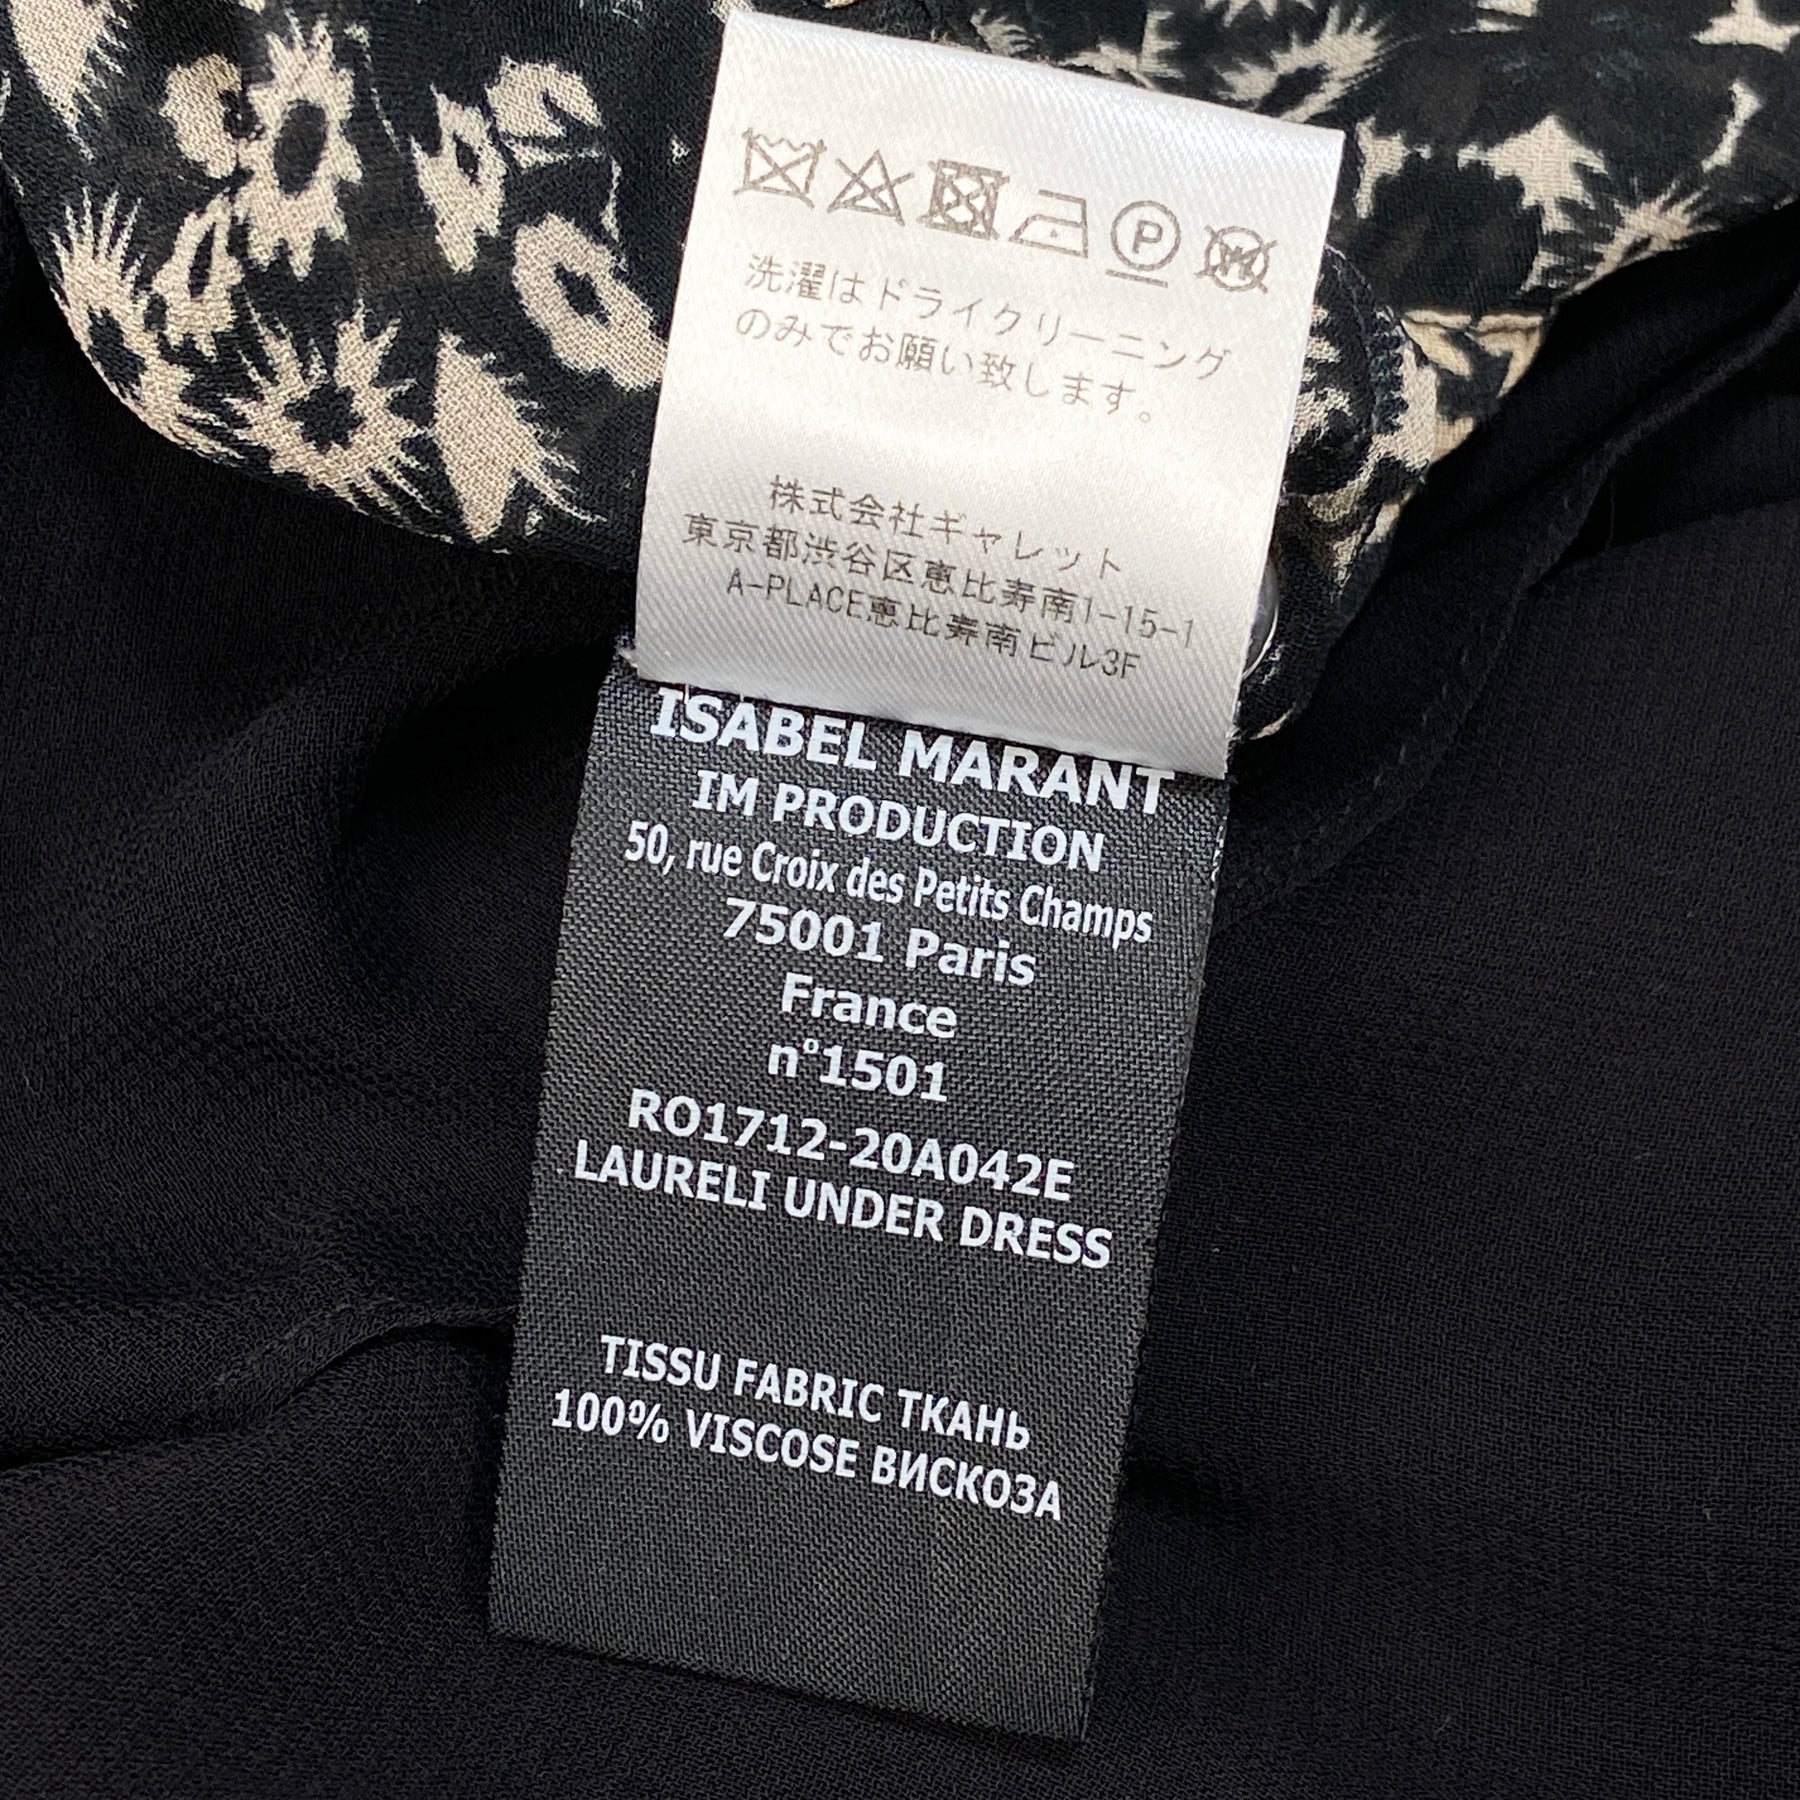 P
W
洗濯はドライクリーニング
のみでお願い致します。
株式会社ギャレット
東京都渋谷区恵比寿南1-15-1
A-PLACE恵比寿南ビル3F
ISABEL MARANT
IM PRODUCTION
50, rue Croix des Petits Champs
75001 Paris
France
n°1501
RO1712-20A042E
LAURELI UNDER DRESS
TISSU FABRIC ТКАНЬ
100% VISCOSE ВИСКОЗА